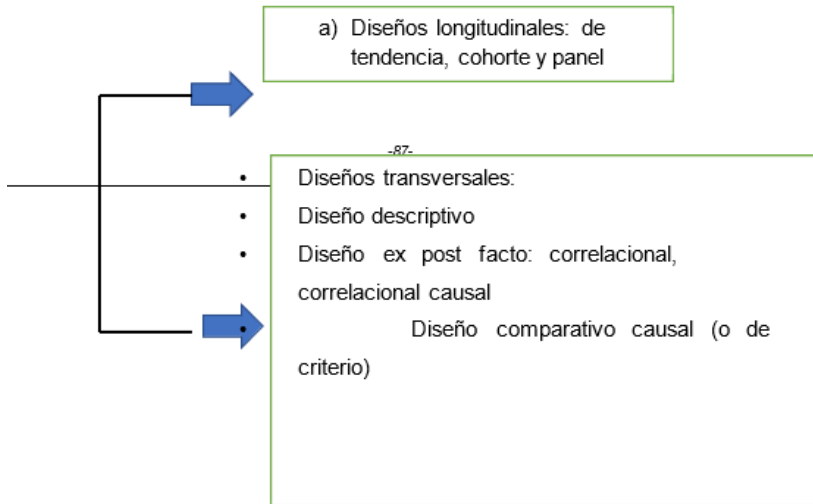 a) Diseños longitudinales: de
tendencia, cohorte y panel
-87-
• Diseños transversales:
• Diseño descriptivo
• Diseño ex post facto: correlacional,
correlacional causal
• Diseño comparativo causal (o de
criterio)